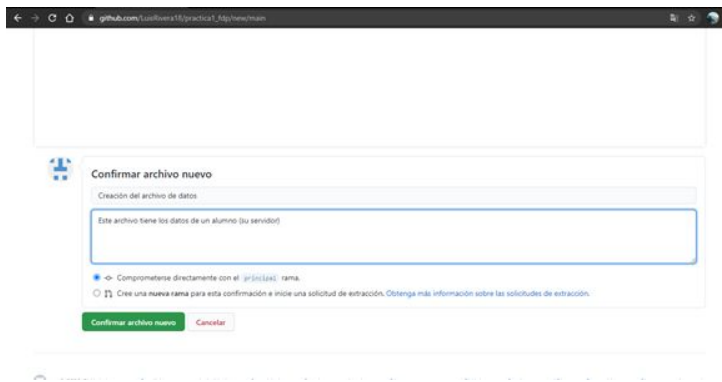 github.com/LuisRivera18/practica1_fdp/new/main
Confirmar archivo nuevo
Creación del archivo de datos
Este archivo tiene los datos de un alumno (su servidor)
Comprometerse directamente con el principal rama.
Cree una nueva rama para esta confirmación e inicie una solicitud de extracción. Obtenga más información sobre las solicitudes de extracción.
Confirmar archivo nuevo Cancelar